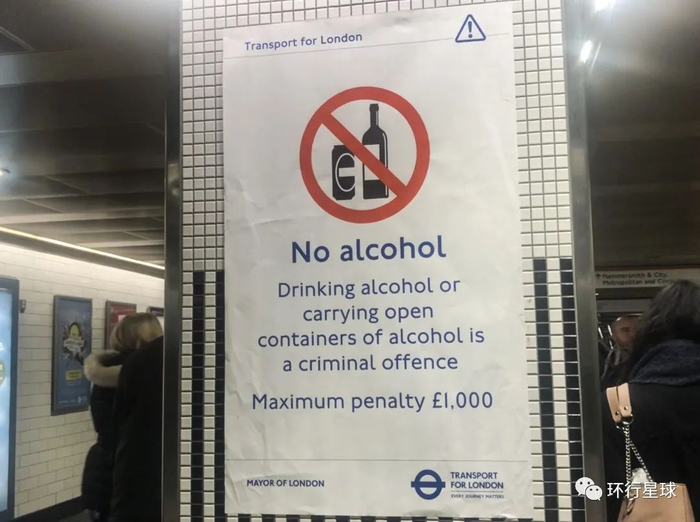 Transport for London
No alcohol
Drinking alcohol or
carrying open
containers of alcohol is
a criminal offence
Maximum penalty £1,000
MAYOR OF LONDON
TRANSPORT
FOR LONDON
EVERY JOURNEY MATTERS
Hammersmith & City,
Metropolitan and Circle
环行星球